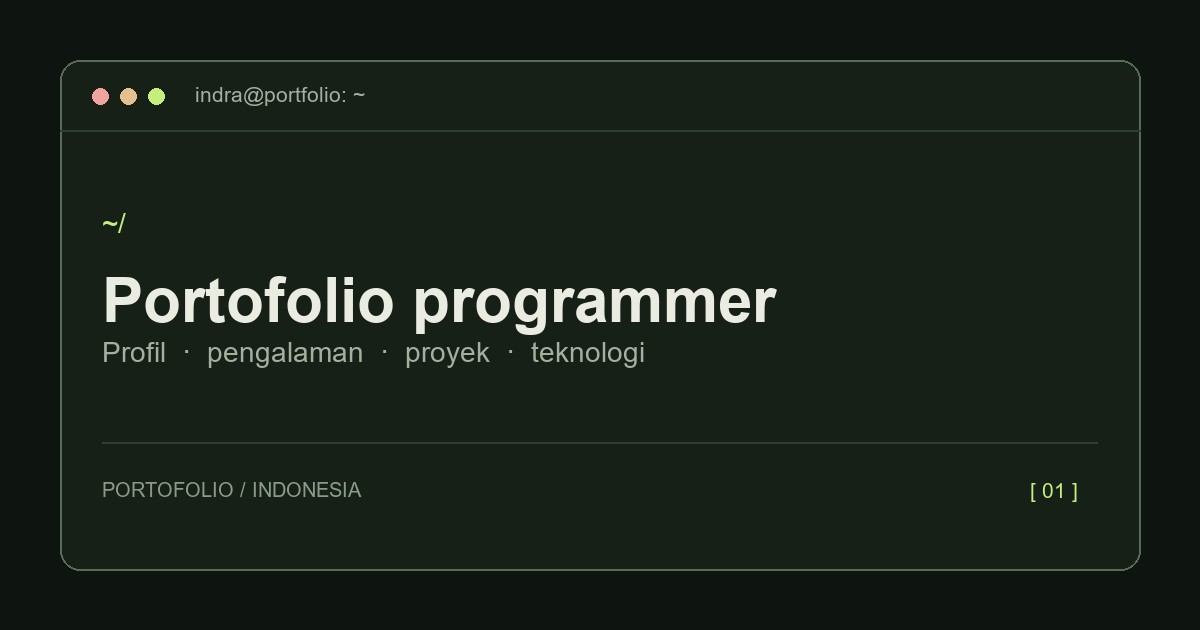 indra@portfolio: ~
~/
Portofolio programmer
Profil · pengalaman · proyek · teknologi
PORTOFOLIO / INDONESIA
[ 01 ]